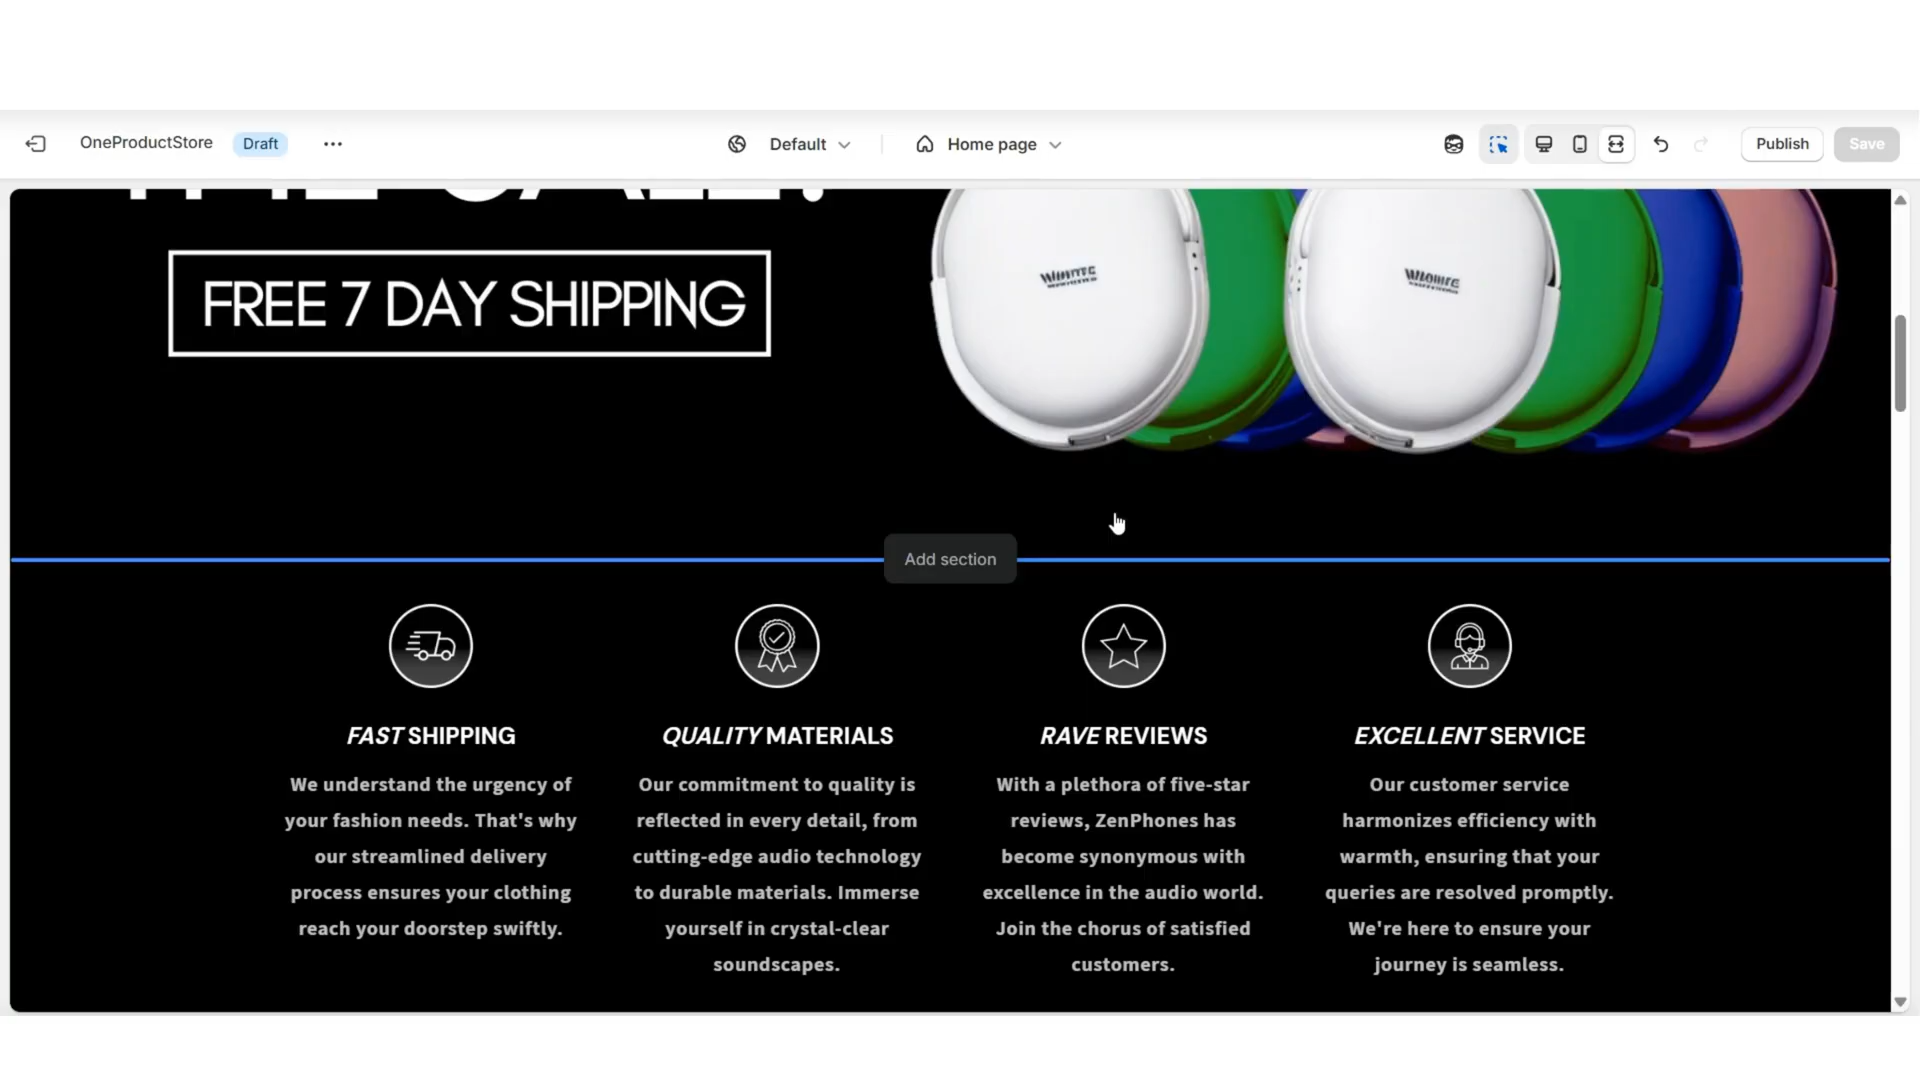 OneProductStore Draft ... Default Home page Publish Save
FREE 7 DAY SHIPPING
Add section
FAST SHIPPING
We understand the urgency of
your fashion needs. That's why
our streamlined delivery
process ensures your clothing
reach your doorstep swiftly.
QUALITY MATERIALS
Our commitment to quality is
reflected in every detail, from
cutting-edge audio technology
to durable materials. Immerse
yourself in crystal-clear
soundscapes.
RAVE REVIEWS
With a plethora of five-star
reviews, ZenPhones has
become synonymous with
excellence in the audio world.
Join the chorus of satisfied
customers.
EXCELLENT SERVICE
Our customer service
harmonizes efficiency with
warmth, ensuring that your
queries are resolved promptly.
We're here to ensure your
journey is seamless.